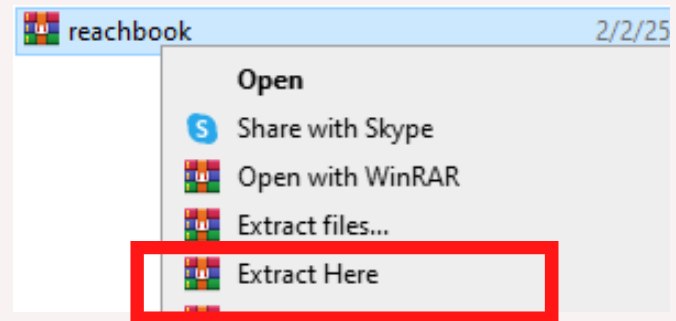 reachbook 2/2/25
Open
Share with Skype
Open with WinRAR
Extract files...
Extract Here